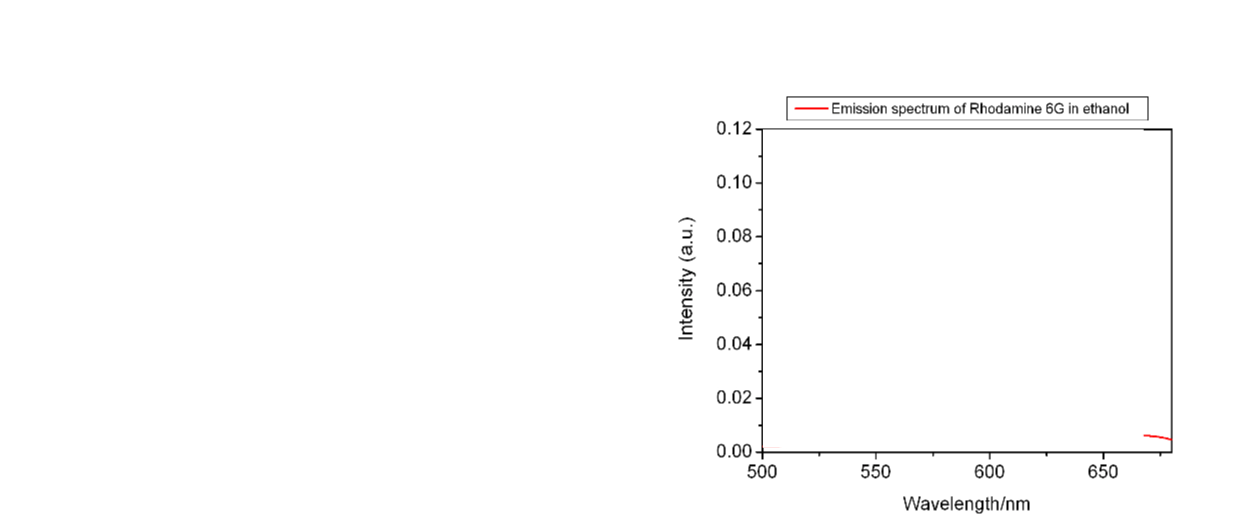 Emission spectrum of Rhodamine 6G in ethanol
0.12
0.10
0.08
0.06
0.04
0.02
0.00
Intensity (a.u.)
500 550 600 650
Wavelength/nm